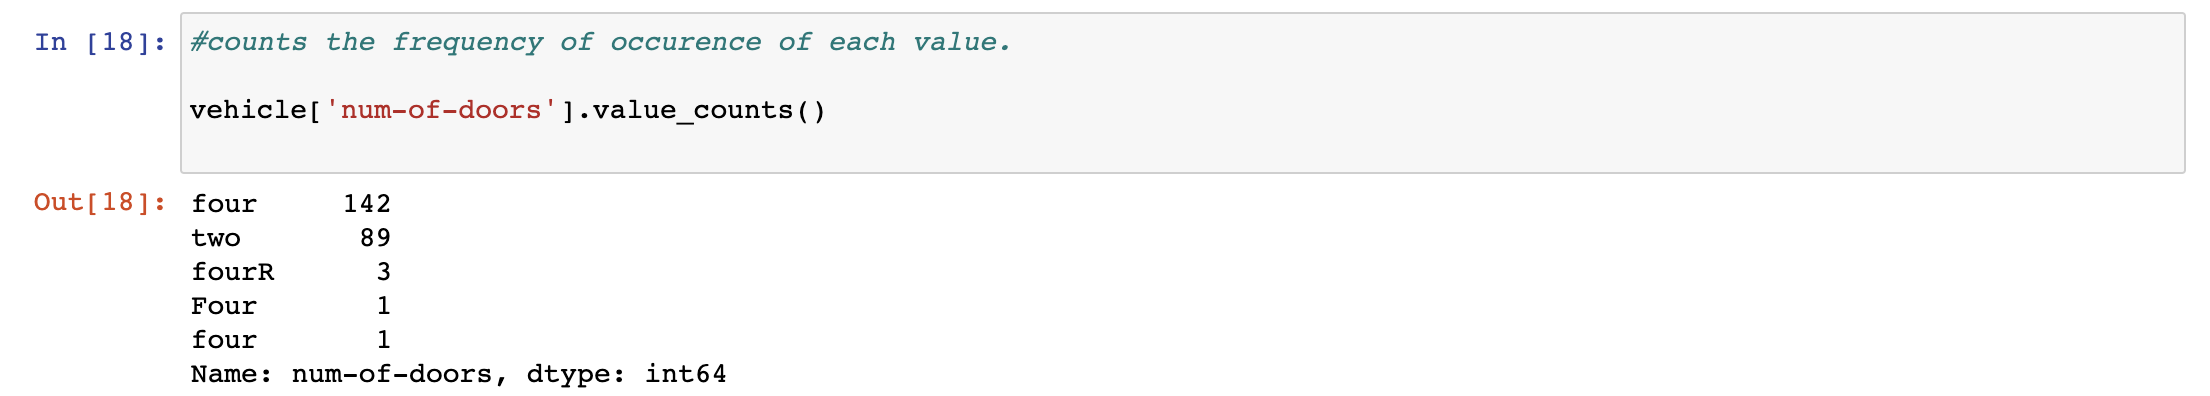 In [18]: #counts the frequency of occurence of each value.
vehicle['num-of-doors'].value_counts()
Out[18]: four 142
two 89
fourR 3
Four 1
four 1
Name: num-of-doors, dtype: int64